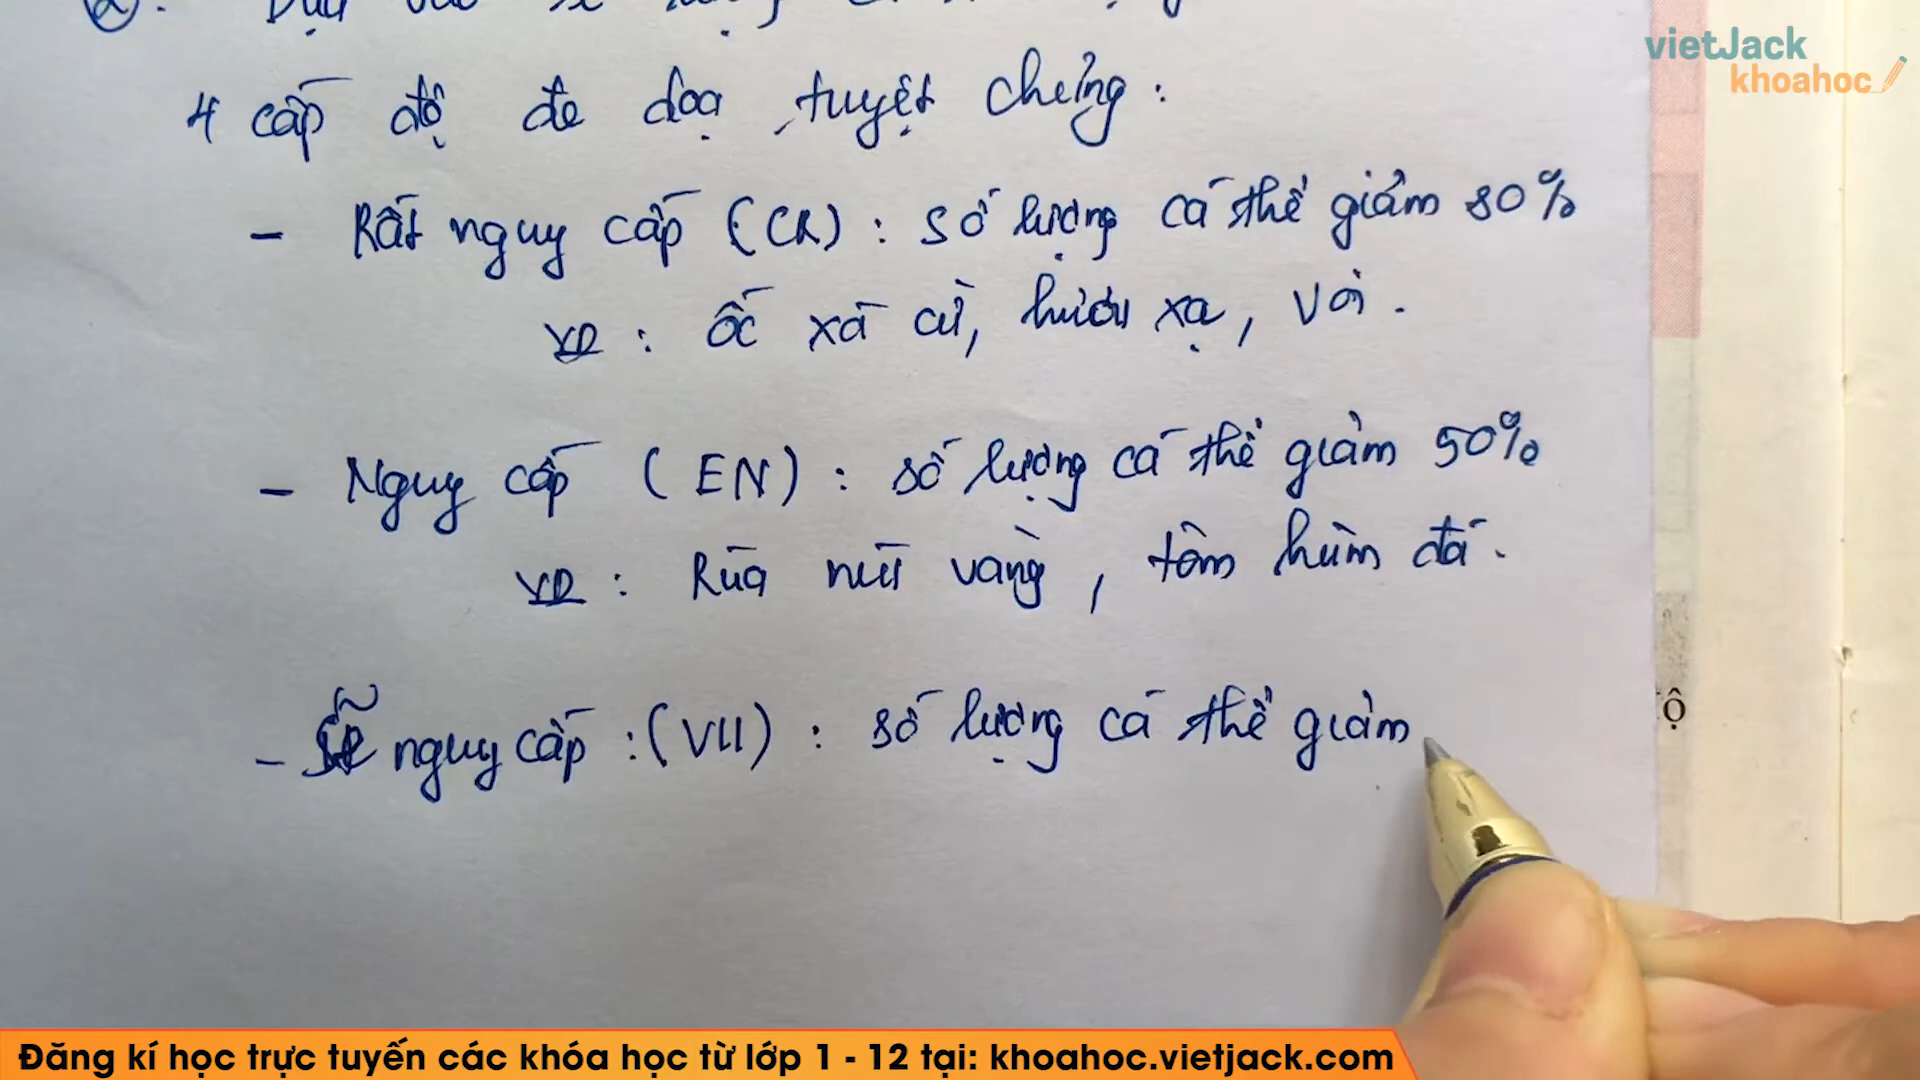 vietJack
khoahoc
4 cấp độ đe doạ tuyệt chủng:
- Rất nguy cấp (CR): số lượng cá thể giảm 80%
VD: ốc xà cừ, hươu xạ, voi.
- Nguy cấp (EN): số lượng cá thể giảm 50%
VD: Rùa núi vàng, tôm hùm đá.
- Sẽ nguy cấp: (VU): số lượng cá thể giảm
Đăng kí học trực tuyến các khóa học từ lớp 1 - 12 tại: khoahoc.vietjack.com